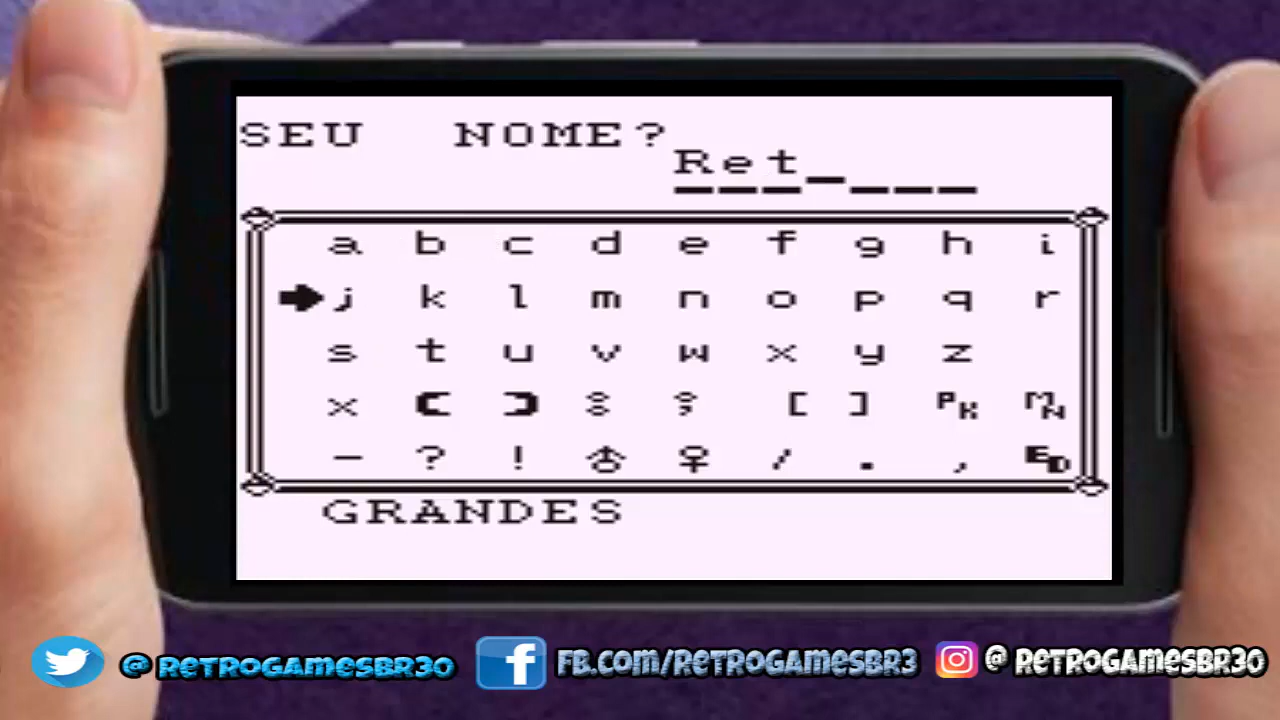 SEU NOME?
Ret
a b c d e f g h i
j k l m n o p q r
s t u v w x y z
× ( ) : ; [ ] PK MN
- ? ! ♂ ♀ / . , ED
GRANDES
@RetROGamesBR30 FB.com/RetROGamesBR3 @RetROGamesBR30